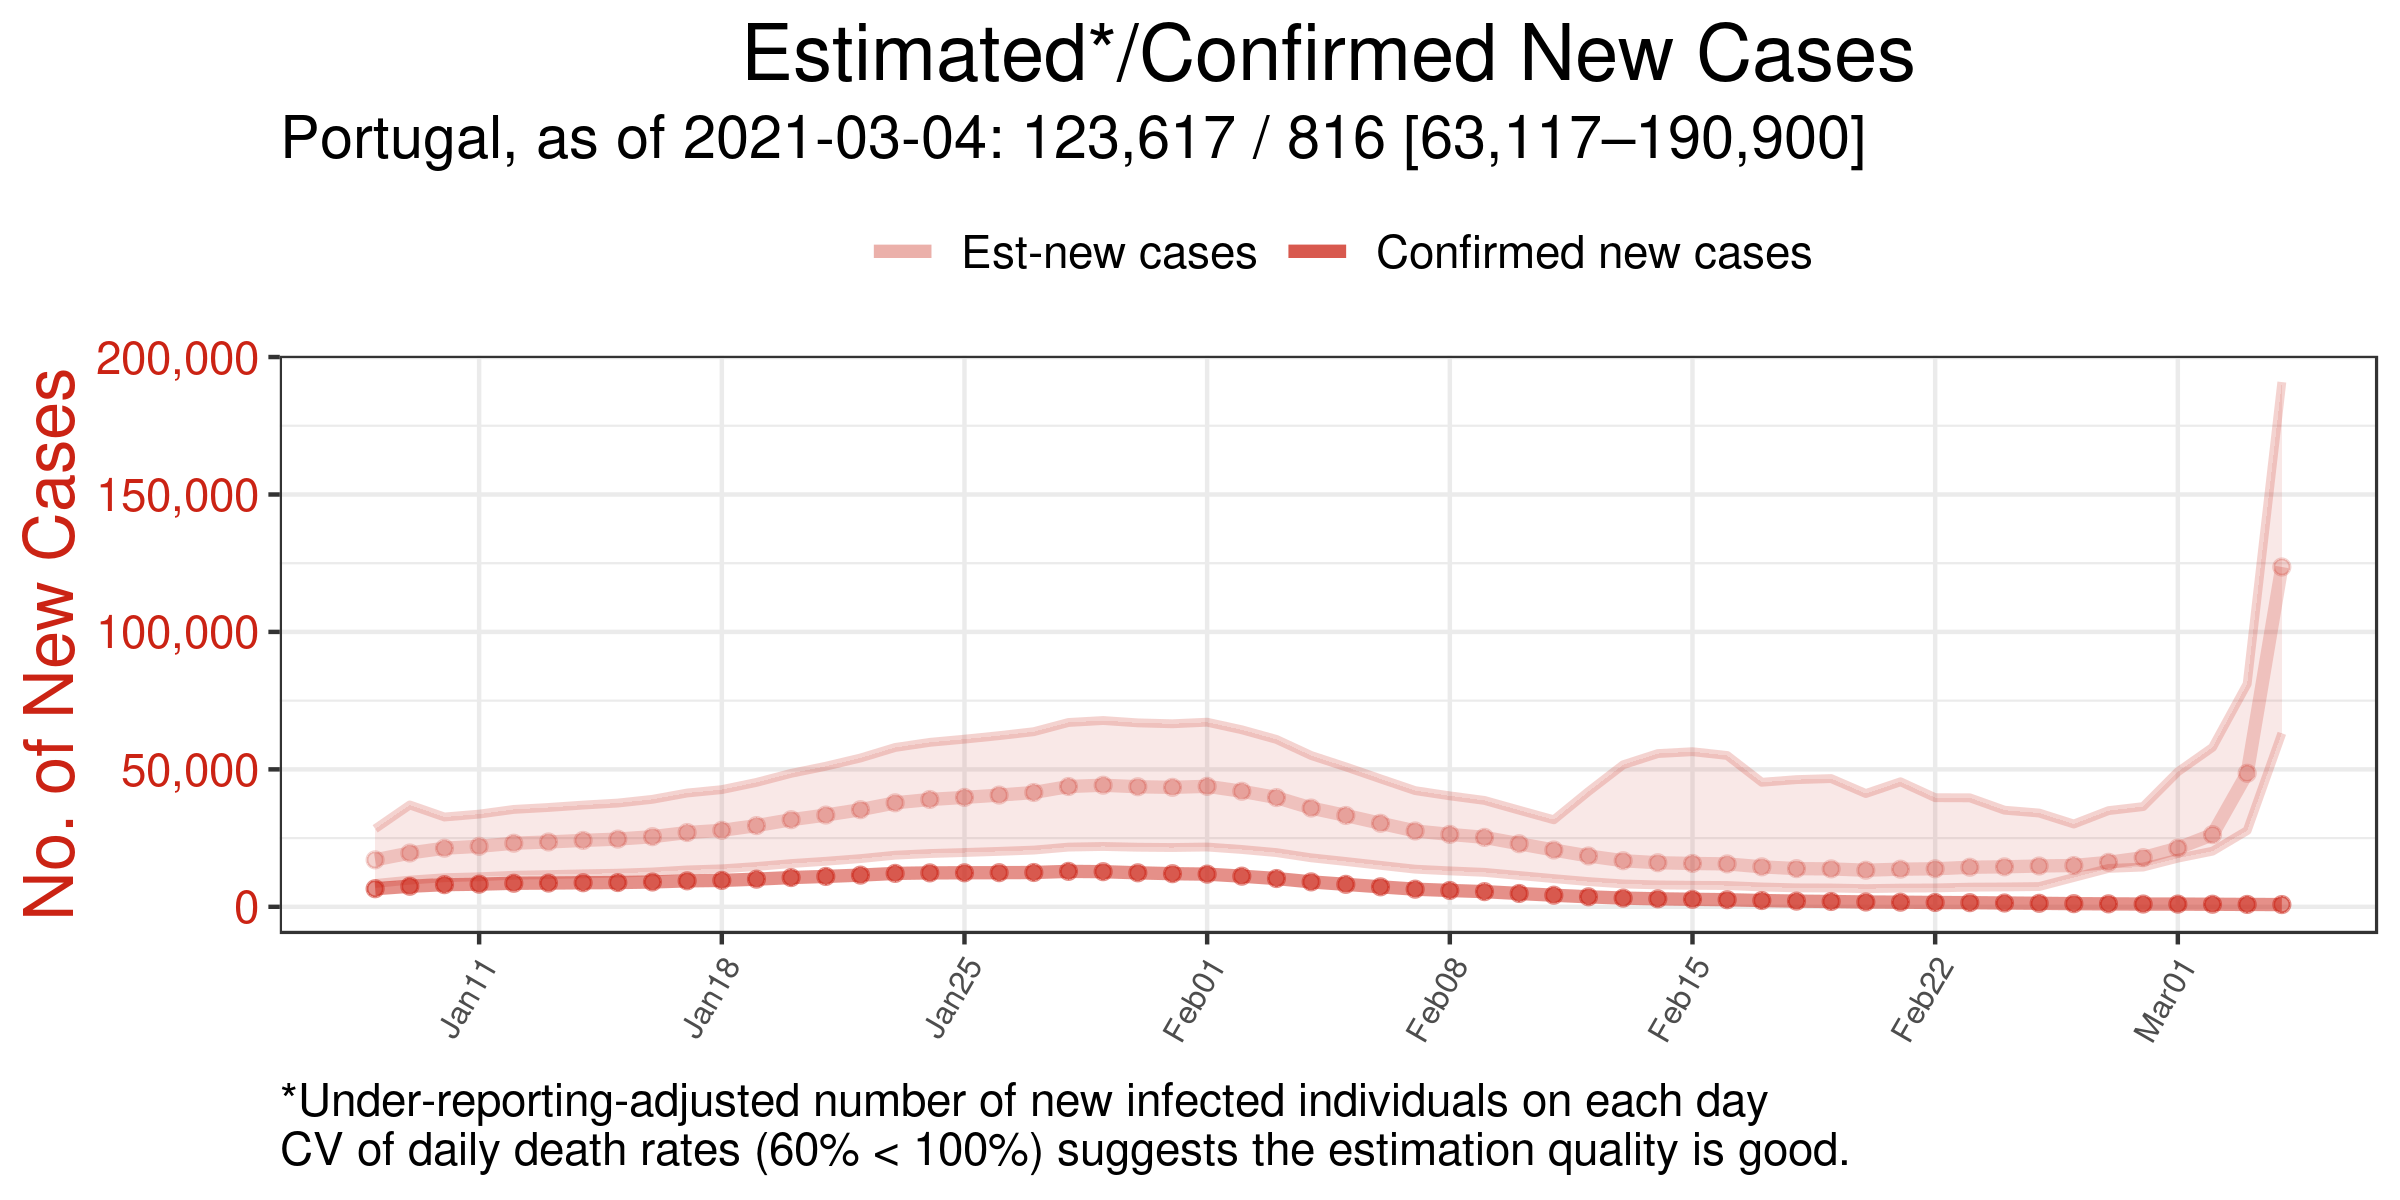 Estimated*/Confirmed New Cases
Portugal, as of 2021-03-04: 123,617 / 816 [63,117–190,900]
Est-new cases
Confirmed new cases
No. of New Cases
200,000
150,000
100,000
50,000
0
Jan11
Jan18
Jan25
Feb01
Feb08
Feb15
Feb22
Mar01
*Under-reporting-adjusted number of new infected individuals on each day
CV of daily death rates (60% < 100%) suggests the estimation quality is good.